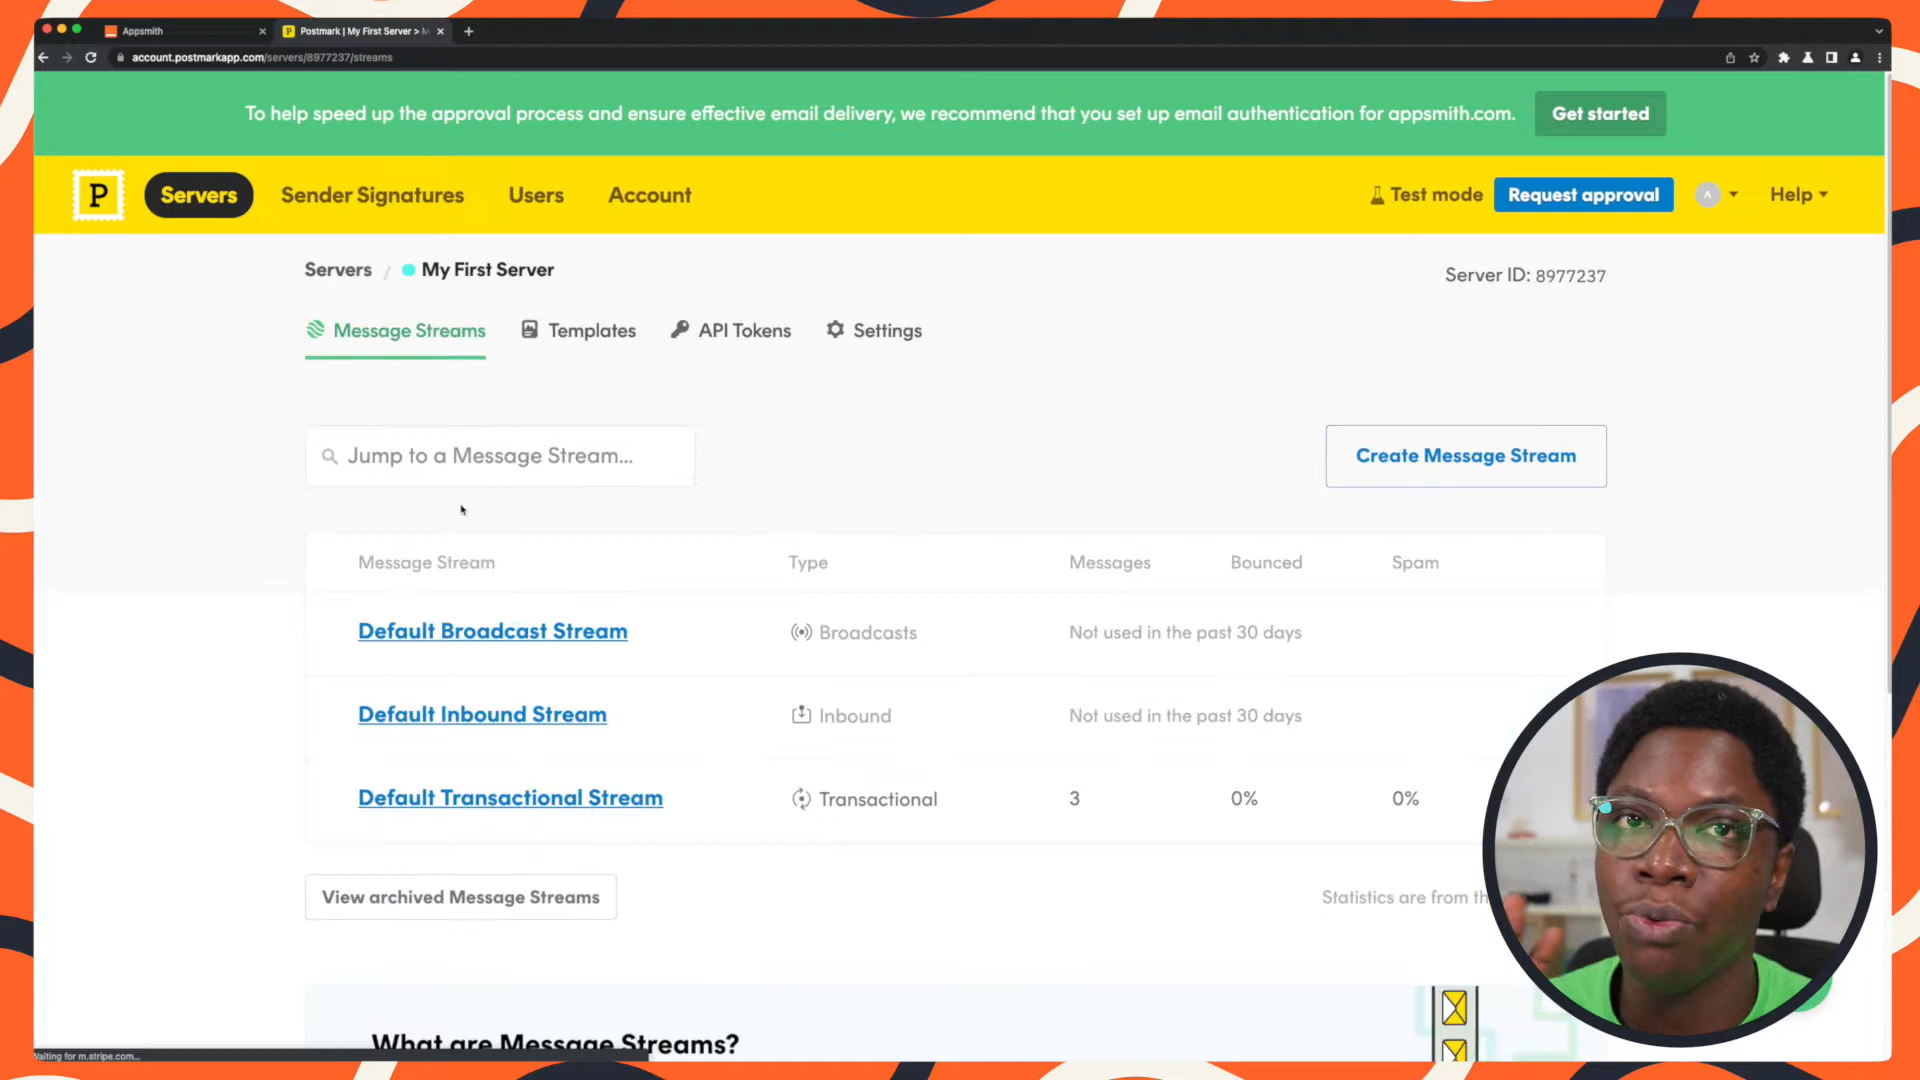 Appsmith
Postmark | My First Server >
account.postmarkapp.com/servers/8977237/streams
To help speed up the approval process and ensure effective email delivery, we recommend that you set up email authentication for appsmith.com.
Get started
P
Servers
Sender Signatures
Users
Account
Test mode
Request approval
A
Help
Servers / My First Server
Server ID: 8977237
Message Streams
Templates
API Tokens
Settings
Jump to a Message Stream...
Create Message Stream
Message Stream
Type
Messages
Bounced
Spam
Default Broadcast Stream
Broadcasts
Not used in the past 30 days
Default Inbound Stream
Inbound
Not used in the past 30 days
Default Transactional Stream
Transactional
3
0%
0%
View archived Message Streams
Statistics are from
What are Message Streams?
Waiting for m.stripe.com...